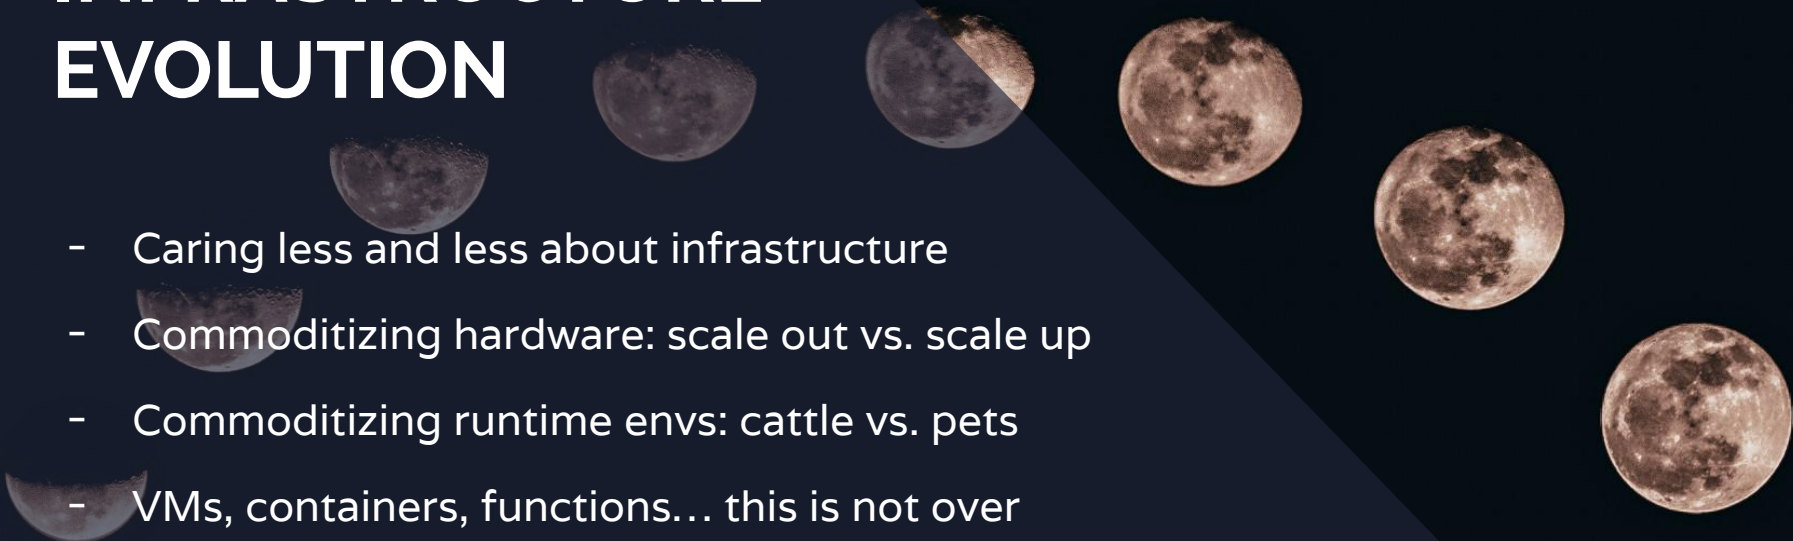 INFRASTRUCTURE
EVOLUTION
- Caring less and less about infrastructure
- Commoditizing hardware: scale out vs. scale up
- Commoditizing runtime envs: cattle vs. pets
- VMs, containers, functions… this is not over